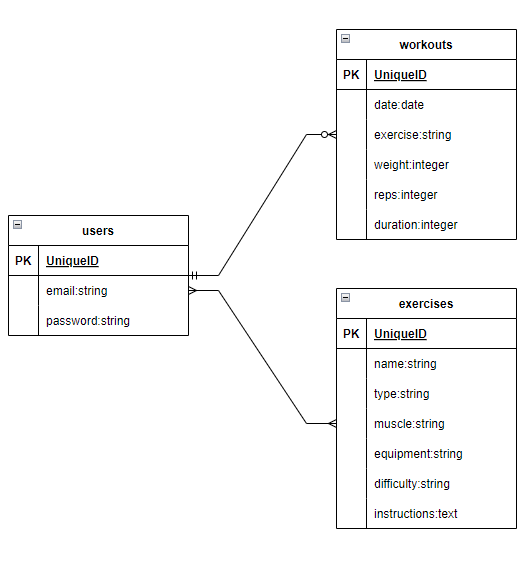 workouts
PK UniqueID
date:date
exercise:string
weight:integer
reps:integer
duration:integer
users
PK UniqueID
email:string
password:string
exercises
PK UniqueID
name:string
type:string
muscle:string
equipment:string
difficulty:string
instructions:text